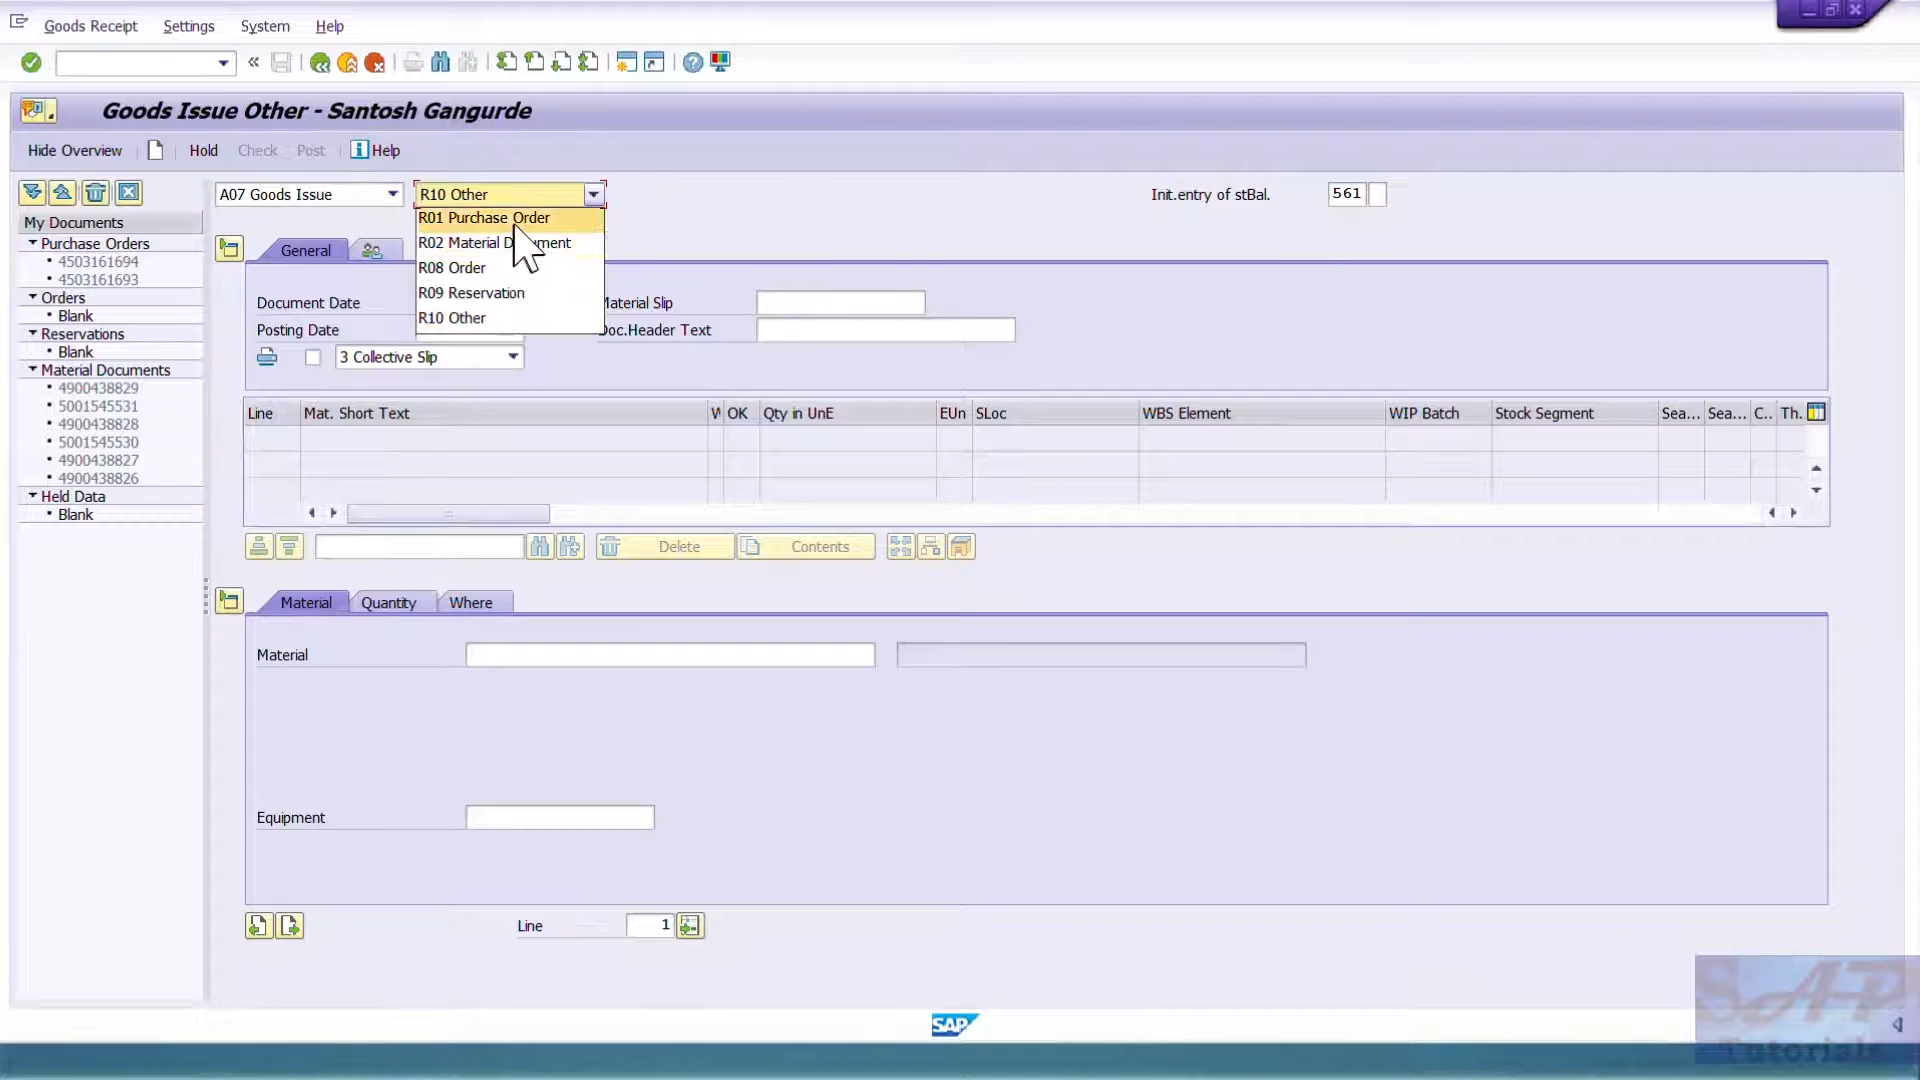 Goods Receipt Settings System Help
Goods Issue Other - Santosh Gangurde
Hide Overview Hold Check Post Help
A07 Goods Issue R10 Other Init.entry of stBal. 561
R01 Purchase Order
R02 Material D ment
R08 Order
R09 Reservation
R10 Other
My Documents
Purchase Orders
4503161694
4503161693
Orders
Blank
Reservations
Blank
Material Documents
4900438829
5001545531
4900438828
5001545530
4900438827
4900438826
Held Data
Blank
General
Document Date Material Slip
Posting Date Doc.Header Text
3 Collective Slip
Line Mat. Short Text W OK Qty in UnE EUn SLoc WBS Element WIP Batch Stock Segment Sea... Sea... C.. Th.
Delete Contents
Material Quantity Where
Material
Equipment
Line 1
SAP
SAP
Tutorials